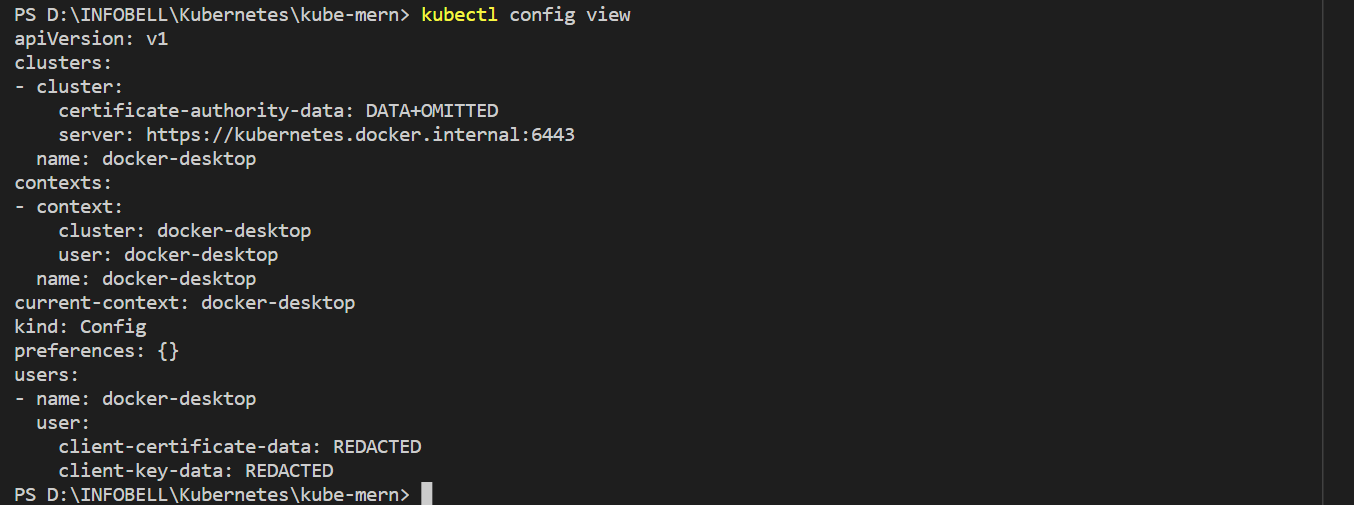 PS D:\INFOBELL\Kubernetes\kube-mern> kubectl config view
apiVersion: v1
clusters:
- cluster:
    certificate-authority-data: DATA+OMITTED
    server: https://kubernetes.docker.internal:6443
  name: docker-desktop
contexts:
- context:
    cluster: docker-desktop
    user: docker-desktop
  name: docker-desktop
current-context: docker-desktop
kind: Config
preferences: {}
users:
- name: docker-desktop
  user:
    client-certificate-data: REDACTED
    client-key-data: REDACTED
PS D:\INFOBELL\Kubernetes\kube-mern>